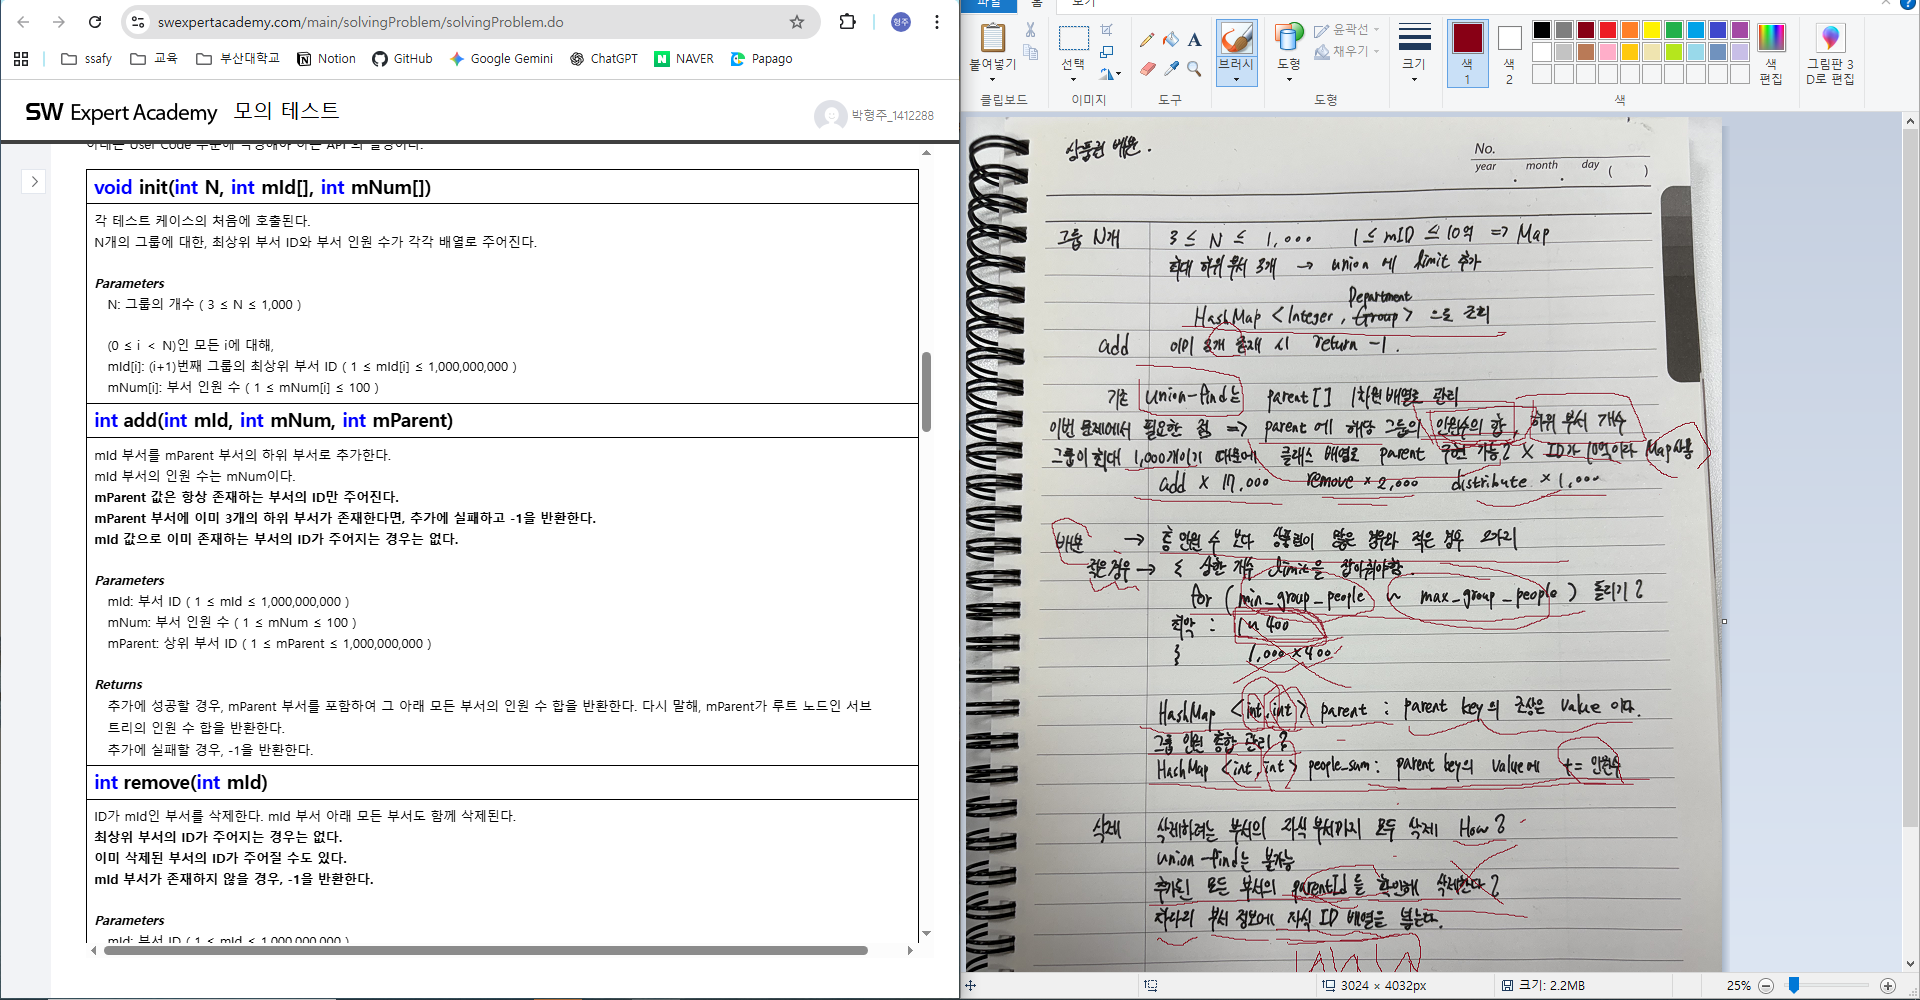 swexpertacademy.com/main/solvingProblem/solvingProblem.do
형주
ssafy
교육
부산대학교
Notion
GitHub
Google Gemini
ChatGPT
NAVER
Papago
SW Expert Academy 모의 테스트
박형주_1412288
void init(int N, int mId[], int mNum[])
각 테스트 케이스의 처음에 호출된다.
N개의 그룹에 대한, 최상위 부서 ID와 부서 인원 수가 각각 배열로 주어진다.
Parameters
N: 그룹의 개수 ( 3 ≤ N ≤ 1,000 )
(0 ≤ i < N)인 모든 i에 대해,
mId[i]: (i+1)번째 그룹의 최상위 부서 ID ( 1 ≤ mId[i] ≤ 1,000,000,000 )
mNum[i]: 부서 인원 수 ( 1 ≤ mNum[i] ≤ 100 )
int add(int mId, int mNum, int mParent)
mId 부서를 mParent 부서의 하위 부서로 추가한다.
mId 부서의 인원 수는 mNum이다.
mParent 값은 항상 존재하는 부서의 ID만 주어진다.
mParent 부서에 이미 3개의 하위 부서가 존재한다면, 추가에 실패하고 -1을 반환한다.
mId 값으로 이미 존재하는 부서의 ID가 주어지는 경우는 없다.
Parameters
mId: 부서 ID ( 1 ≤ mId ≤ 1,000,000,000 )
mNum: 부서 인원 수 ( 1 ≤ mNum ≤ 100 )
mParent: 상위 부서 ID ( 1 ≤ mParent ≤ 1,000,000,000 )
Returns
추가에 성공할 경우, mParent 부서를 포함하여 그 아래 모든 부서의 인원 수 합을 반환한다. 다시 말해, mParent가 루트 노드인 서브
트리의 인원 수 합을 반환한다.
추가에 실패할 경우, -1을 반환한다.
int remove(int mId)
ID가 mId인 부서를 삭제한다. mId 부서 아래 모든 부서도 함께 삭제된다.
최상위 부서의 ID가 주어지는 경우는 없다.
이미 삭제된 부서의 ID가 주어질 수도 있다.
mId 부서가 존재하지 않을 경우, -1을 반환한다.
Parameters
mId: 부서 ID ( 1 ≤ mId ≤ 1,000,000,000 )
파일
홈
보기
붙여넣기
클립보드
선택
이미지
도구
브러시
도형
윤곽선
채우기
도형
크기
색 1
색 2
색 편집
색
그림판 3D로 편집
상품권 배분.
No.
year month day ( )
그룹 N개 3 ≤ N ≤ 1,000 1 ≤ mID ≤ 10억 => Map
최대 하위 부서 3개 → union 에 limit 추가
Department
HashMap <Integer, Group> 으로 조회
add 이미 3개 존재 시 return -1.
기존 union-find는 parent[] 1차원 배열로 관리
이번 문제에서 필요한 점 => parent 에 해당 그룹의 인원수의 합, 하위 부서 개수
그룹이 최대 1,000개이기 때문에 클래스 배열로 parent 구현 가능? X ID가 10억이라 Map 사용
add × 17,000 remove × 2,000 distribute × 1,000
배분 → 총 인원 수 보다 상품권이 많은 경우와 적은 경우 2가지
적은 경우 → ≤ 상한 개수 limit을 잡아줘야함.
for ( min_group_people ~ max_group_people ) 돌리기?
최악 : 1 ~ 400
} 1,000 × 400
HashMap <int, int> parent : parent key의 조상은 value 이다.
그룹 인원 총합 관리?
HashMap <int, int> people_sum : parent key의 value에 += 인원수
삭제 삭제하려는 부서의 자식 부서까지 모두 삭제 How?
union-find는 불가능
추가된 모든 부서의 parentId를 확인해 삭제한다?
차라리 부서 정보에 자식 ID 배열을 넣는다.
3024 × 4032px
크기: 2.2MB
25%